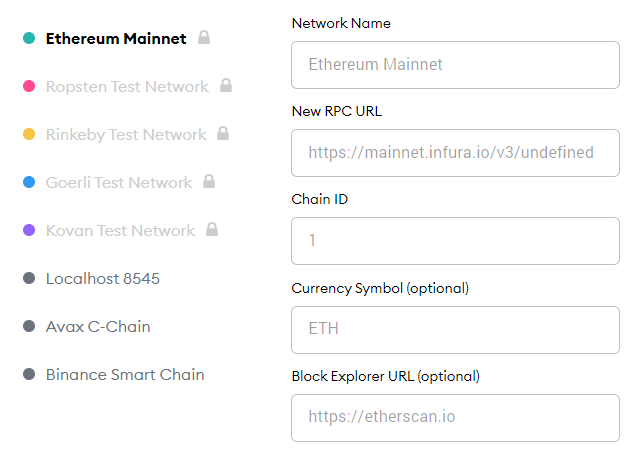 Ethereum Mainnet
Ropsten Test Network
Rinkeby Test Network
Goerli Test Network
Kovan Test Network
Localhost 8545
Avax C-Chain
Binance Smart Chain
Network Name
Ethereum Mainnet
New RPC URL
https://mainnet.infura.io/v3/undefined
Chain ID
1
Currency Symbol (optional)
ETH
Block Explorer URL (optional)
https://etherscan.io